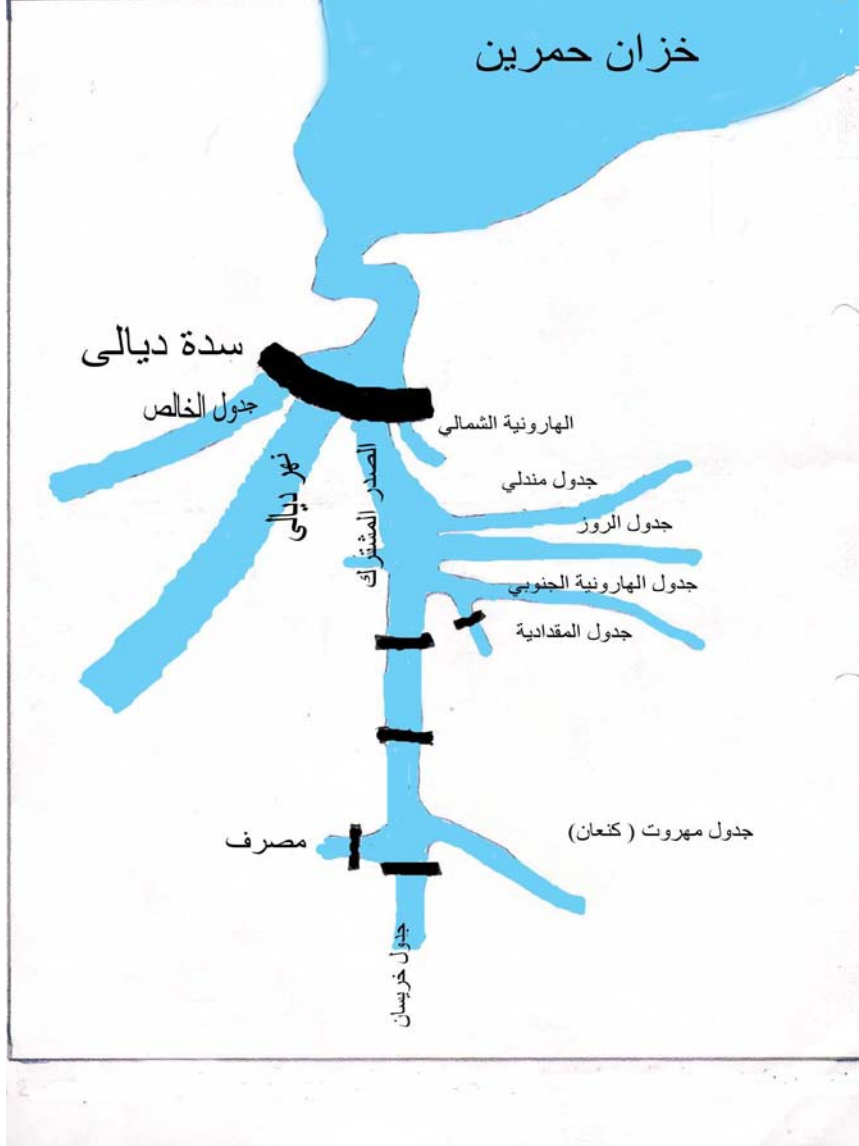 خزان حمرين
سدة ديالى
جدول الخالص
الهارونية الشمالي
نهر ديالى
الصدر المشترك
جدول مندلي
جدول الروز
جدول الهارونية الجنوبي
جدول المقدادية
جدول مهروت ( كنعان)
مصرف
جدول خريسان